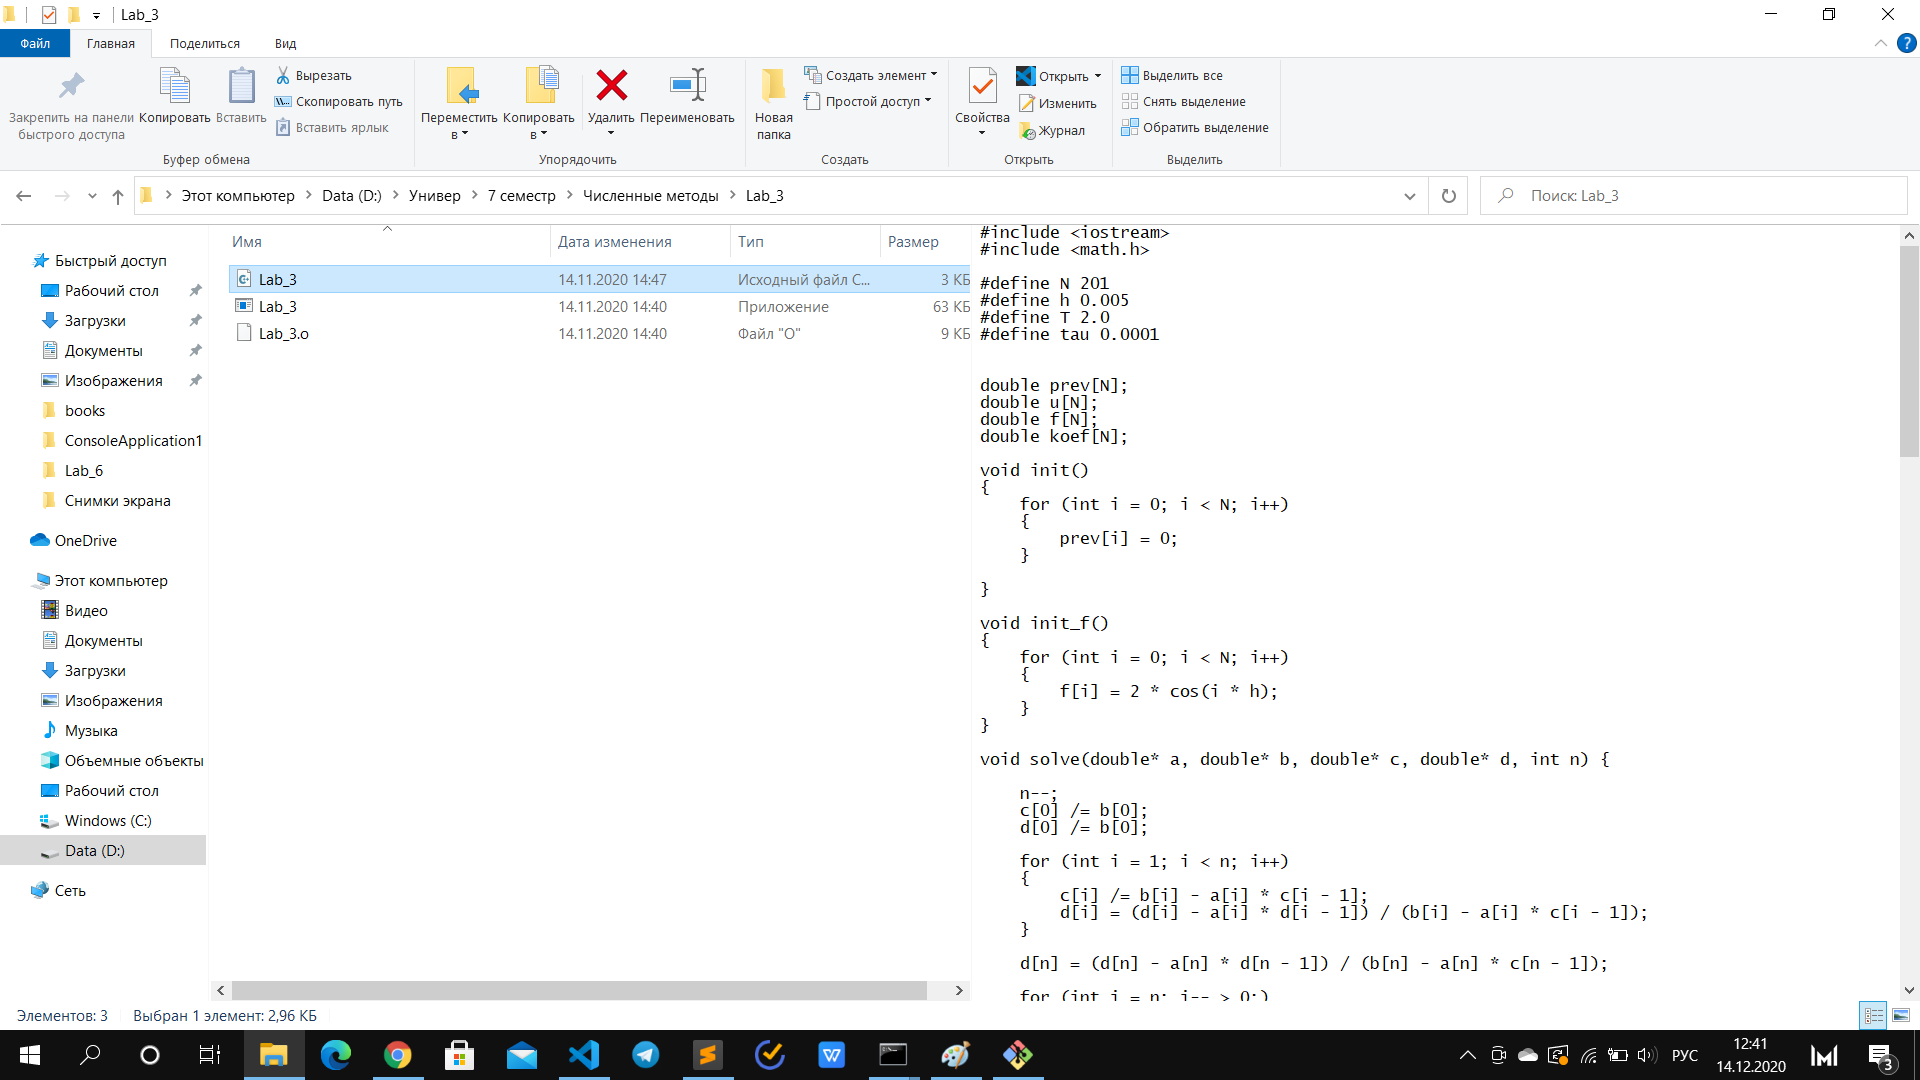 Lab_3
Файл Главная Поделиться Вид
Закрепить на панели быстрого доступа
Копировать
Вставить
Вырезать
Скопировать путь
Вставить ярлык
Буфер обмена
Переместить в
Копировать в
Удалить
Переименовать
Упорядочить
Новая папка
Создать элемент
Простой доступ
Создать
Свойства
Открыть
Изменить
Журнал
Открыть
Выделить все
Снять выделение
Обратить выделение
Выделить
Этот компьютер > Data (D:) > Универ > 7 семестр > Численные методы > Lab_3
Поиск: Lab_3
Быстрый доступ
Рабочий стол
Загрузки
Документы
Изображения
books
ConsoleApplication1
Lab_6
Снимки экрана
OneDrive
Этот компьютер
Видео
Документы
Загрузки
Изображения
Музыка
Объемные объекты
Рабочий стол
Windows (C:)
Data (D:)
Сеть
Имя Дата изменения Тип Размер
Lab_3 14.11.2020 14:47 Исходный файл C... 3 КБ
Lab_3 14.11.2020 14:40 Приложение 63 КБ
Lab_3.o 14.11.2020 14:40 Файл "O" 9 КБ
#include <iostream>
#include <math.h>
#define N 201
#define h 0.005
#define T 2.0
#define tau 0.0001
double prev[N];
double u[N];
double f[N];
double koef[N];
void init()
{
for (int i = 0; i < N; i++)
{
prev[i] = 0;
}
}
void init_f()
{
for (int i = 0; i < N; i++)
{
f[i] = 2 * cos(i * h);
}
}
void solve(double* a, double* b, double* c, double* d, int n) {
n--;
c[0] /= b[0];
d[0] /= b[0];
for (int i = 1; i < n; i++)
{
c[i] /= b[i] - a[i] * c[i - 1];
d[i] = (d[i] - a[i] * d[i - 1]) / (b[i] - a[i] * c[i - 1]);
}
d[n] = (d[n] - a[n] * d[n - 1]) / (b[n] - a[n] * c[n - 1]);
for (int i = n; i-- > 0;)
Элементов: 3 Выбран 1 элемент: 2,96 КБ
РУС
12:41
14.12.2020
3